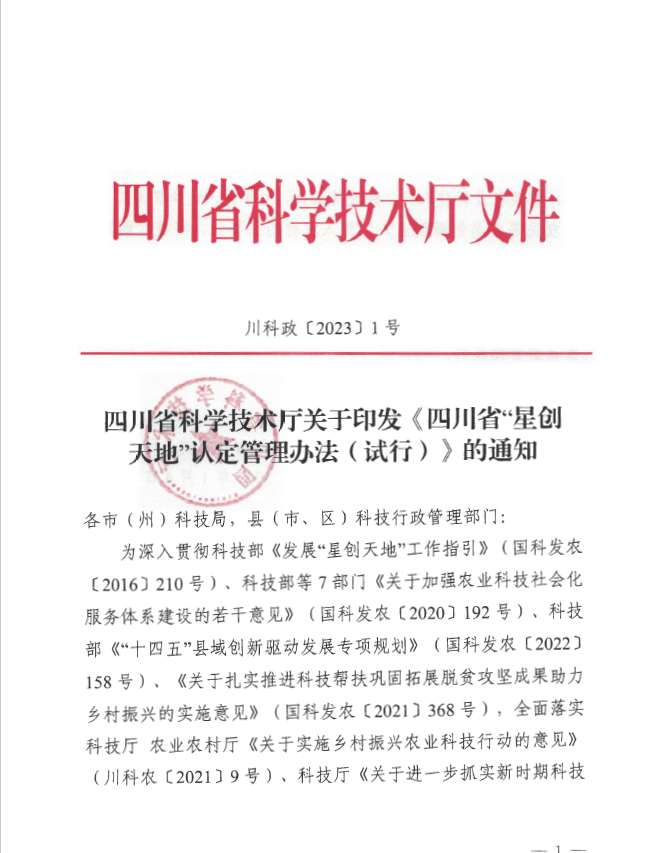 四川省科学技术厅文件
川科政〔2023〕1 号
四川省科学技术厅关于印发《四川省“星创
天地”认定管理办法（试行）》的通知
各市（州）科技局，县（市、区）科技行政管理部门：
为深入贯彻科技部《发展“星创天地”工作指引》（国科发农
〔2016〕210 号）、科技部等 7 部门《关于加强农业科技社会化
服务体系建设的若干意见》（国科发农〔2020〕192 号）、科技
部《“十四五”县域创新驱动发展专项规划》（国科发农〔2022〕
158 号）、《关于扎实推进科技帮扶巩固拓展脱贫攻坚成果助力
乡村振兴的实施意见》（国科发农〔2021〕368 号），全面落实
科技厅 农业农村厅《关于实施乡村振兴农业科技行动的意见》
（川科农〔2021〕9 号）、科技厅《关于进一步抓实新时期科技
— 1 —